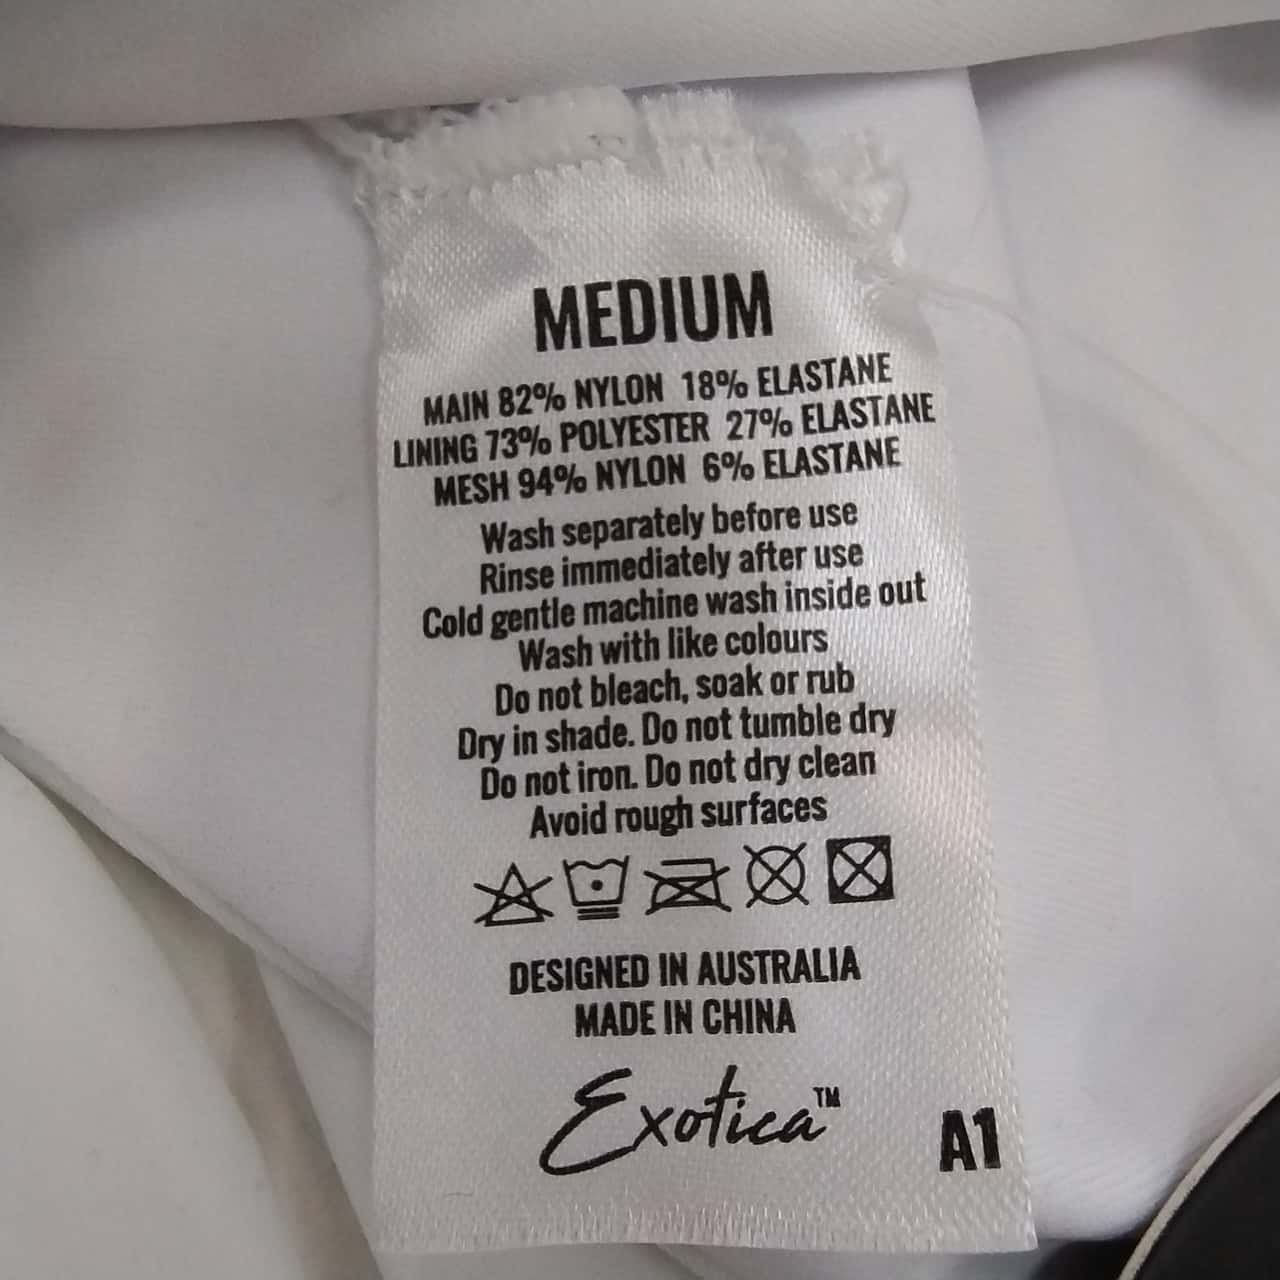 MEDIUM
MAIN 82% NYLON 18% ELASTANE
LINING 73% POLYESTER 27% ELASTANE
MESH 94% NYLON 6% ELASTANE
Wash separately before use
Rinse immediately after use
Cold gentle machine wash inside out
Wash with like colours
Do not bleach, soak or rub
Dry in shade. Do not tumble dry
Do not iron. Do not dry clean
Avoid rough surfaces
DESIGNED IN AUSTRALIA
MADE IN CHINA
Exotica™
A1